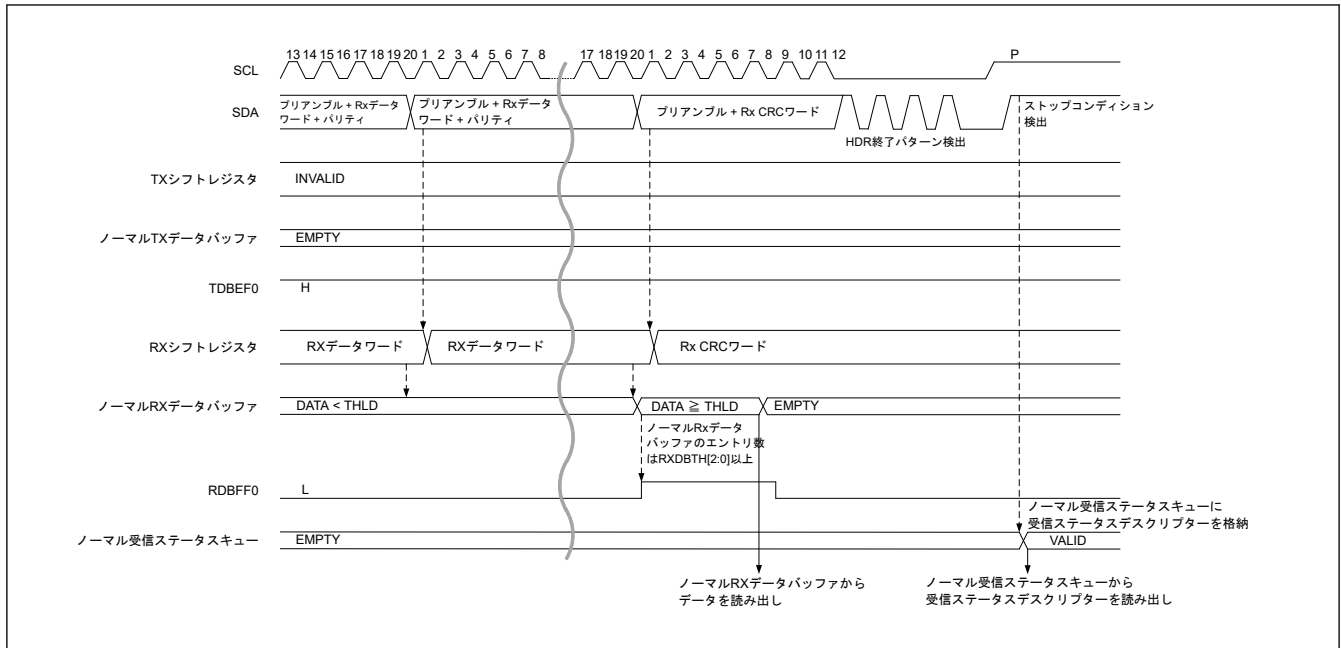 13 14 15 16 17 18 19 20 1 2 3 4 5 6 7 8 17 18 19 20 1 2 3 4 5 6 7 8 9 10 11 12 P
SCL
SDA
プリアンブル + Rxデータ
ワード + パリティ
プリアンブル + Rxデータ
ワード + パリティ
プリアンブル + Rx CRCワード
ストップコンディション
検出
HDR終了パターン検出
TXシフトレジスタ
INVALID
ノーマルTXデータバッファ
EMPTY
TDBEF0
H
RXシフトレジスタ
RXデータワード
RXデータワード
Rx CRCワード
ノーマルRXデータバッファ
DATA < THLD
DATA ≧ THLD
EMPTY
ノーマルRxデータ
バッファのエントリ数
はRXDBTH[2:0]以上
RDBFF0
L
ノーマル受信ステータスキューに
受信ステータスデスクリプターを格納
ノーマル受信ステータスキュー
EMPTY
VALID
ノーマルRXデータバッファから
データを読み出し
ノーマル受信ステータスキューから
受信ステータスデスクリプターを読み出し